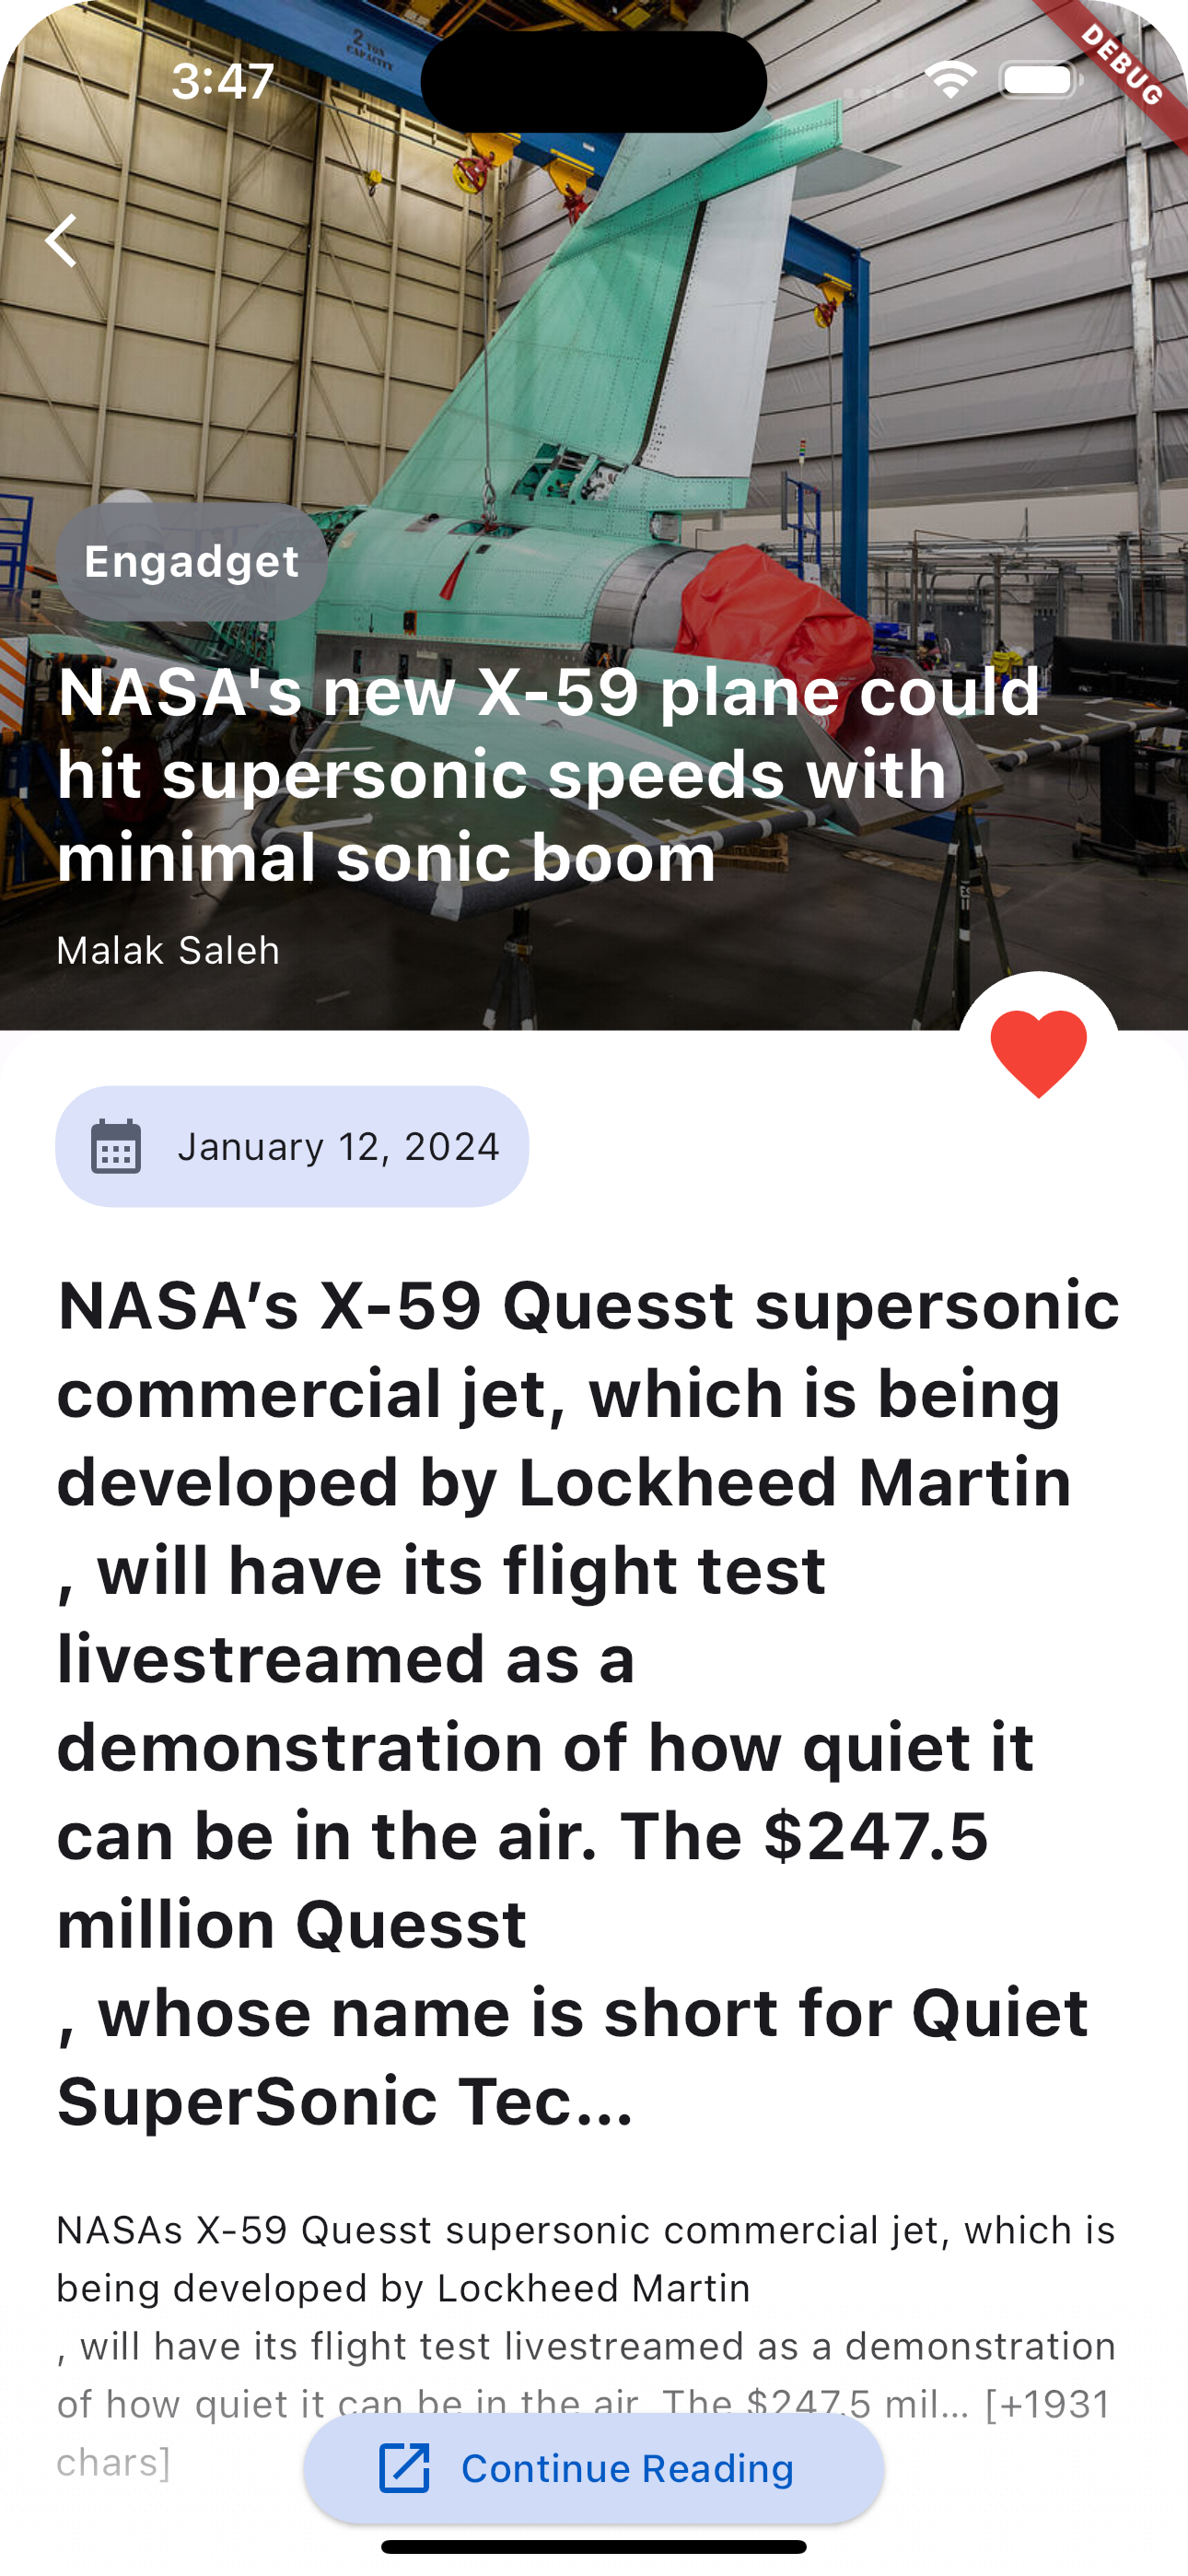 2 TON
CAPACITY
3:47
DEBUG
Engadget
NASA's new X-59 plane could
hit supersonic speeds with
minimal sonic boom
Malak Saleh
January 12, 2024
NASA’s X-59 Quesst supersonic
commercial jet, which is being
developed by Lockheed Martin
, will have its flight test
livestreamed as a
demonstration of how quiet it
can be in the air. The $247.5
million Quesst
, whose name is short for Quiet
SuperSonic Tec...
NASAs X-59 Quesst supersonic commercial jet, which is
being developed by Lockheed Martin
, will have its flight test livestreamed as a demonstration
of how quiet it can be in the air. The $247.5 mil... [+1931
chars]
Continue Reading